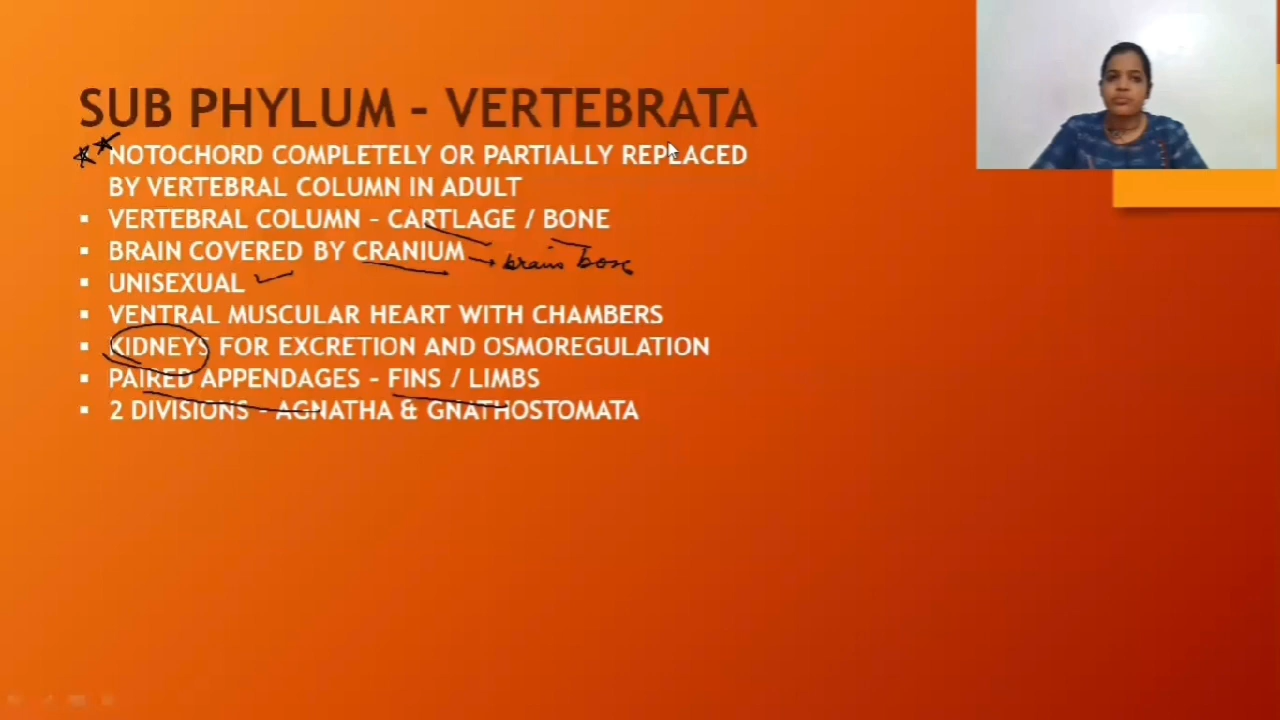 SUB PHYLUM - VERTEBRATA
NOTOCHORD COMPLETELY OR PARTIALLY REPLACED
BY VERTEBRAL COLUMN IN ADULT
▪ VERTEBRAL COLUMN – CARTLAGE / BONE
▪ BRAIN COVERED BY CRANIUM → brain box
▪ UNISEXUAL
▪ VENTRAL MUSCULAR HEART WITH CHAMBERS
▪ KIDNEYS FOR EXCRETION AND OSMOREGULATION
▪ PAIRED APPENDAGES – FINS / LIMBS
▪ 2 DIVISIONS – AGNATHA & GNATHOSTOMATA